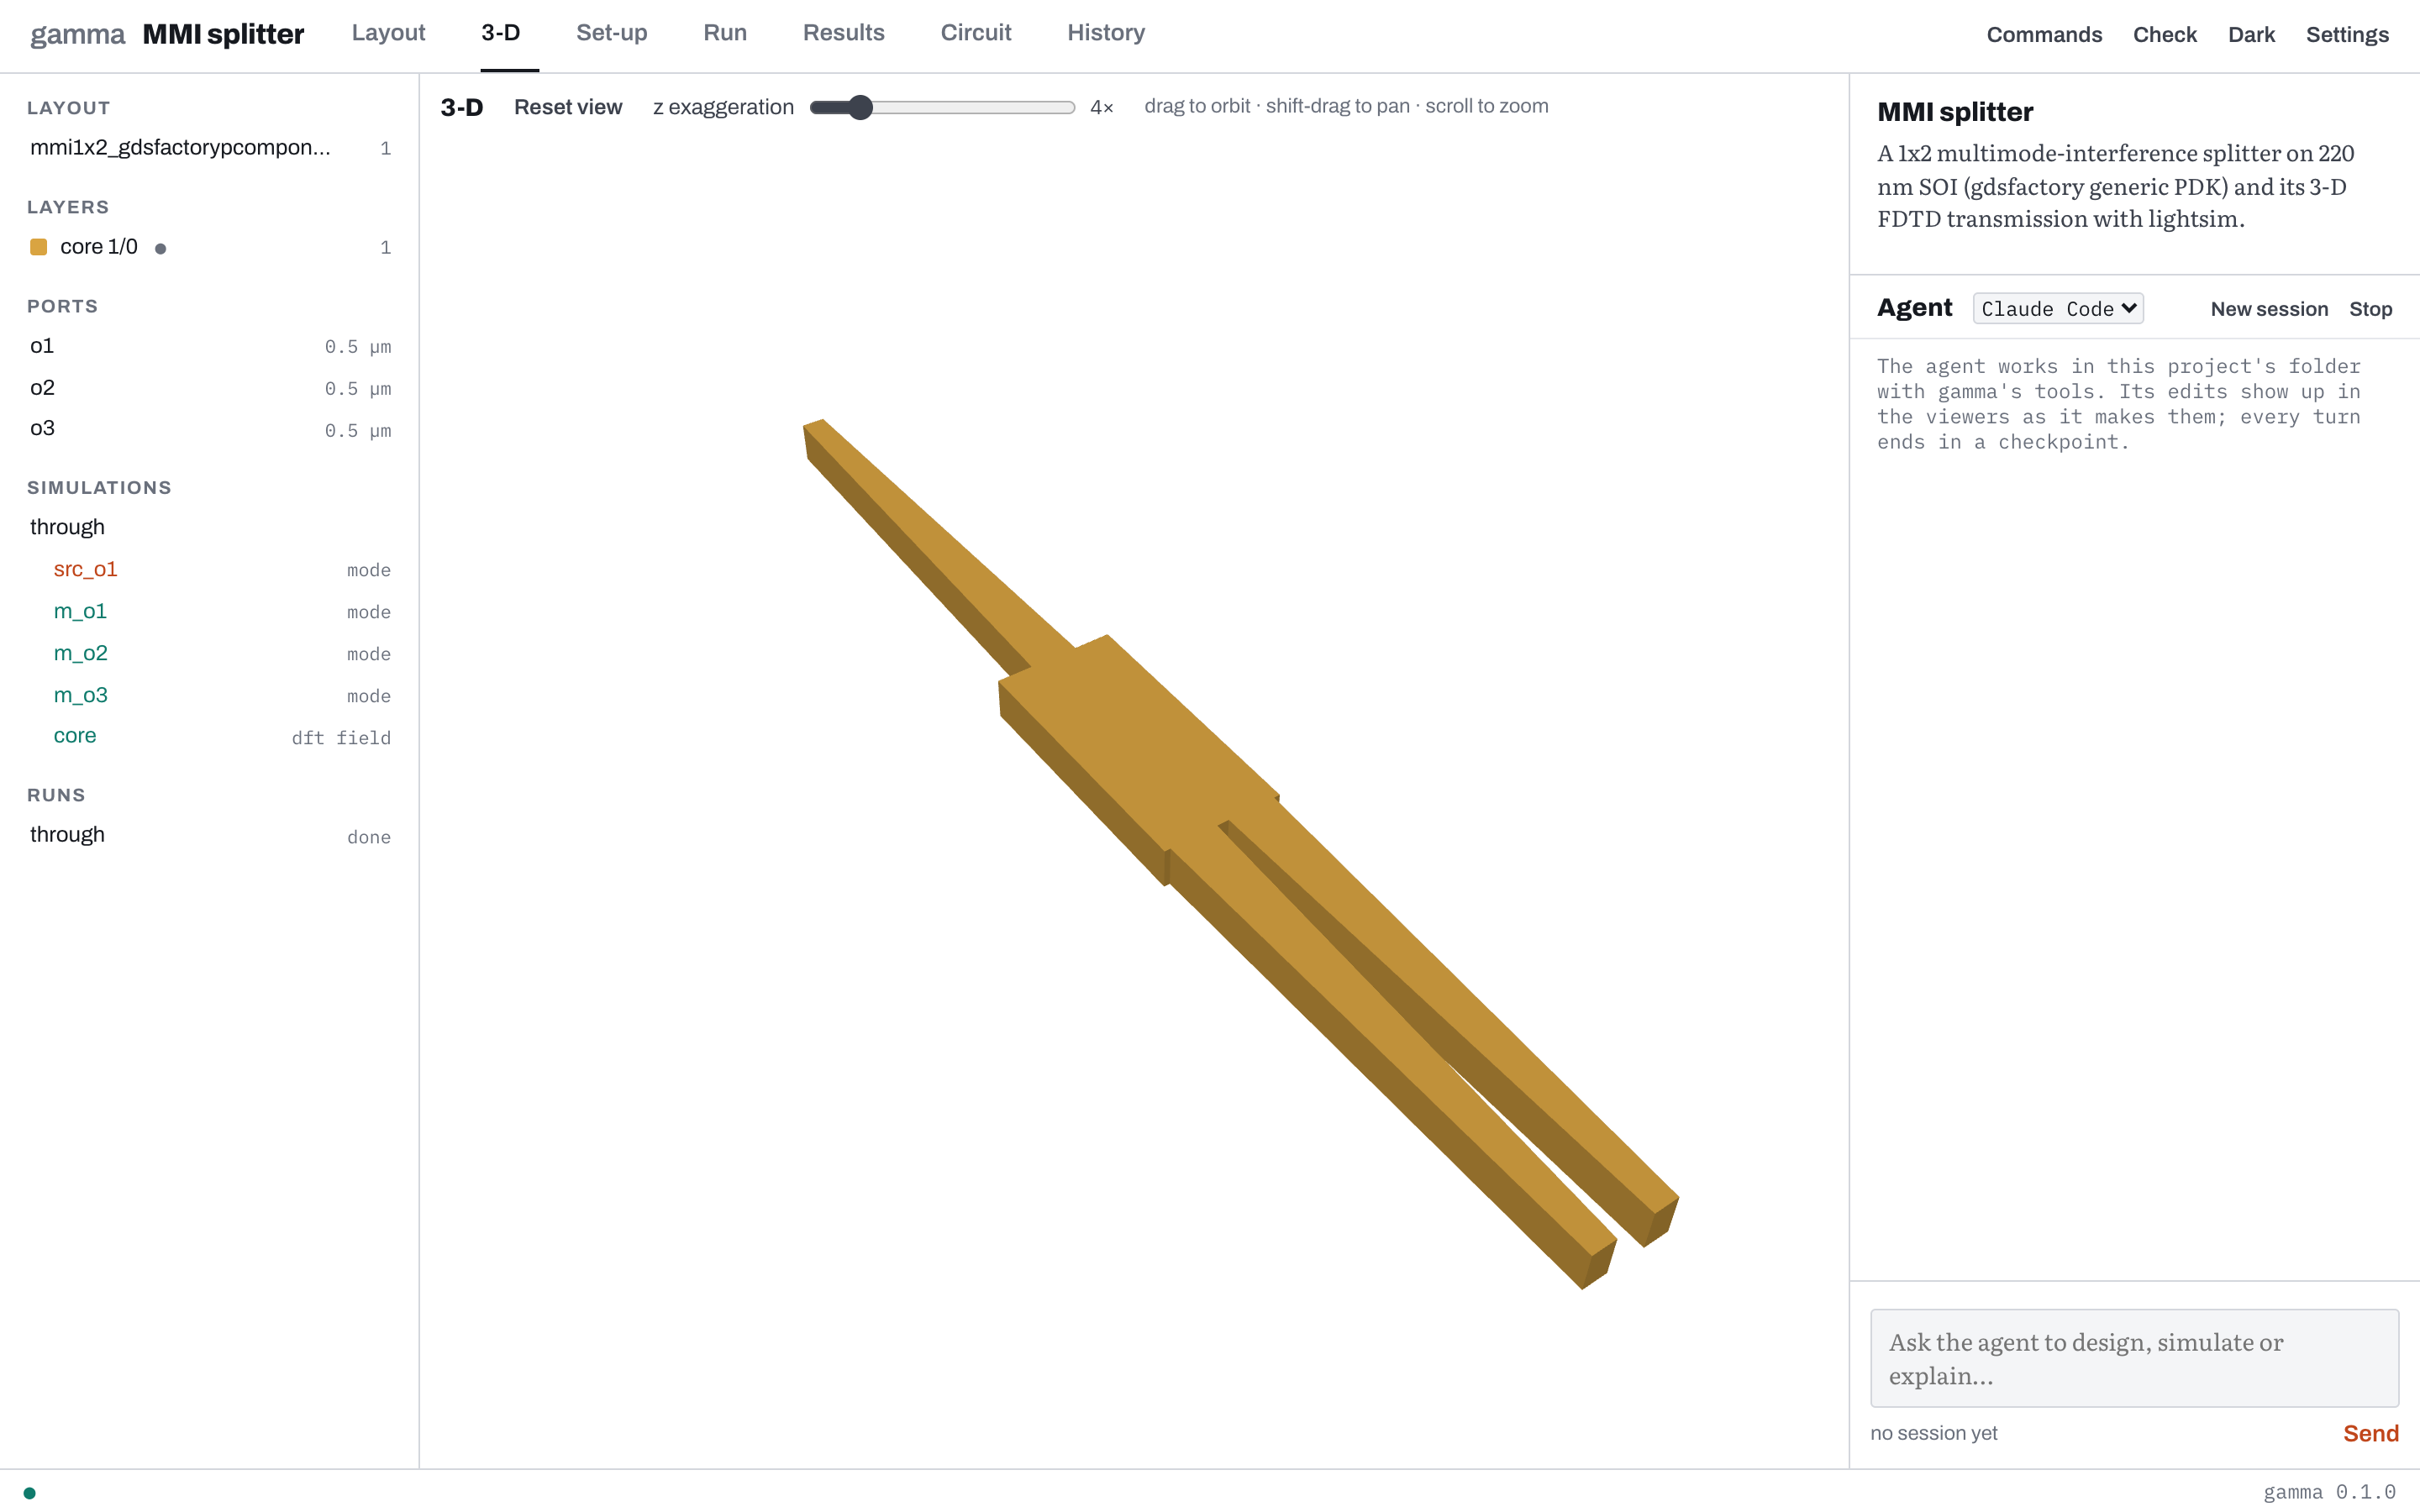 gamma MMI splitter Layout 3-D Set-up Run Results Circuit History Commands Check Dark Settings
LAYOUT
mmi1x2_gdsfactorypcompon... 1
LAYERS
core 1/0 1
PORTS
o1 0.5 µm
o2 0.5 µm
o3 0.5 µm
SIMULATIONS
through
src_o1 mode
m_o1 mode
m_o2 mode
m_o3 mode
core dft field
RUNS
through done
3-D Reset view z exaggeration 4× drag to orbit · shift-drag to pan · scroll to zoom
MMI splitter
A 1x2 multimode-interference splitter on 220
nm SOI (gdsfactory generic PDK) and its 3-D
FDTD transmission with lightsim.
Agent Claude Code New session Stop
The agent works in this project's folder
with gamma's tools. Its edits show up in
the viewers as it makes them; every turn
ends in a checkpoint.
Ask the agent to design, simulate or
explain...
no session yet Send
gamma 0.1.0